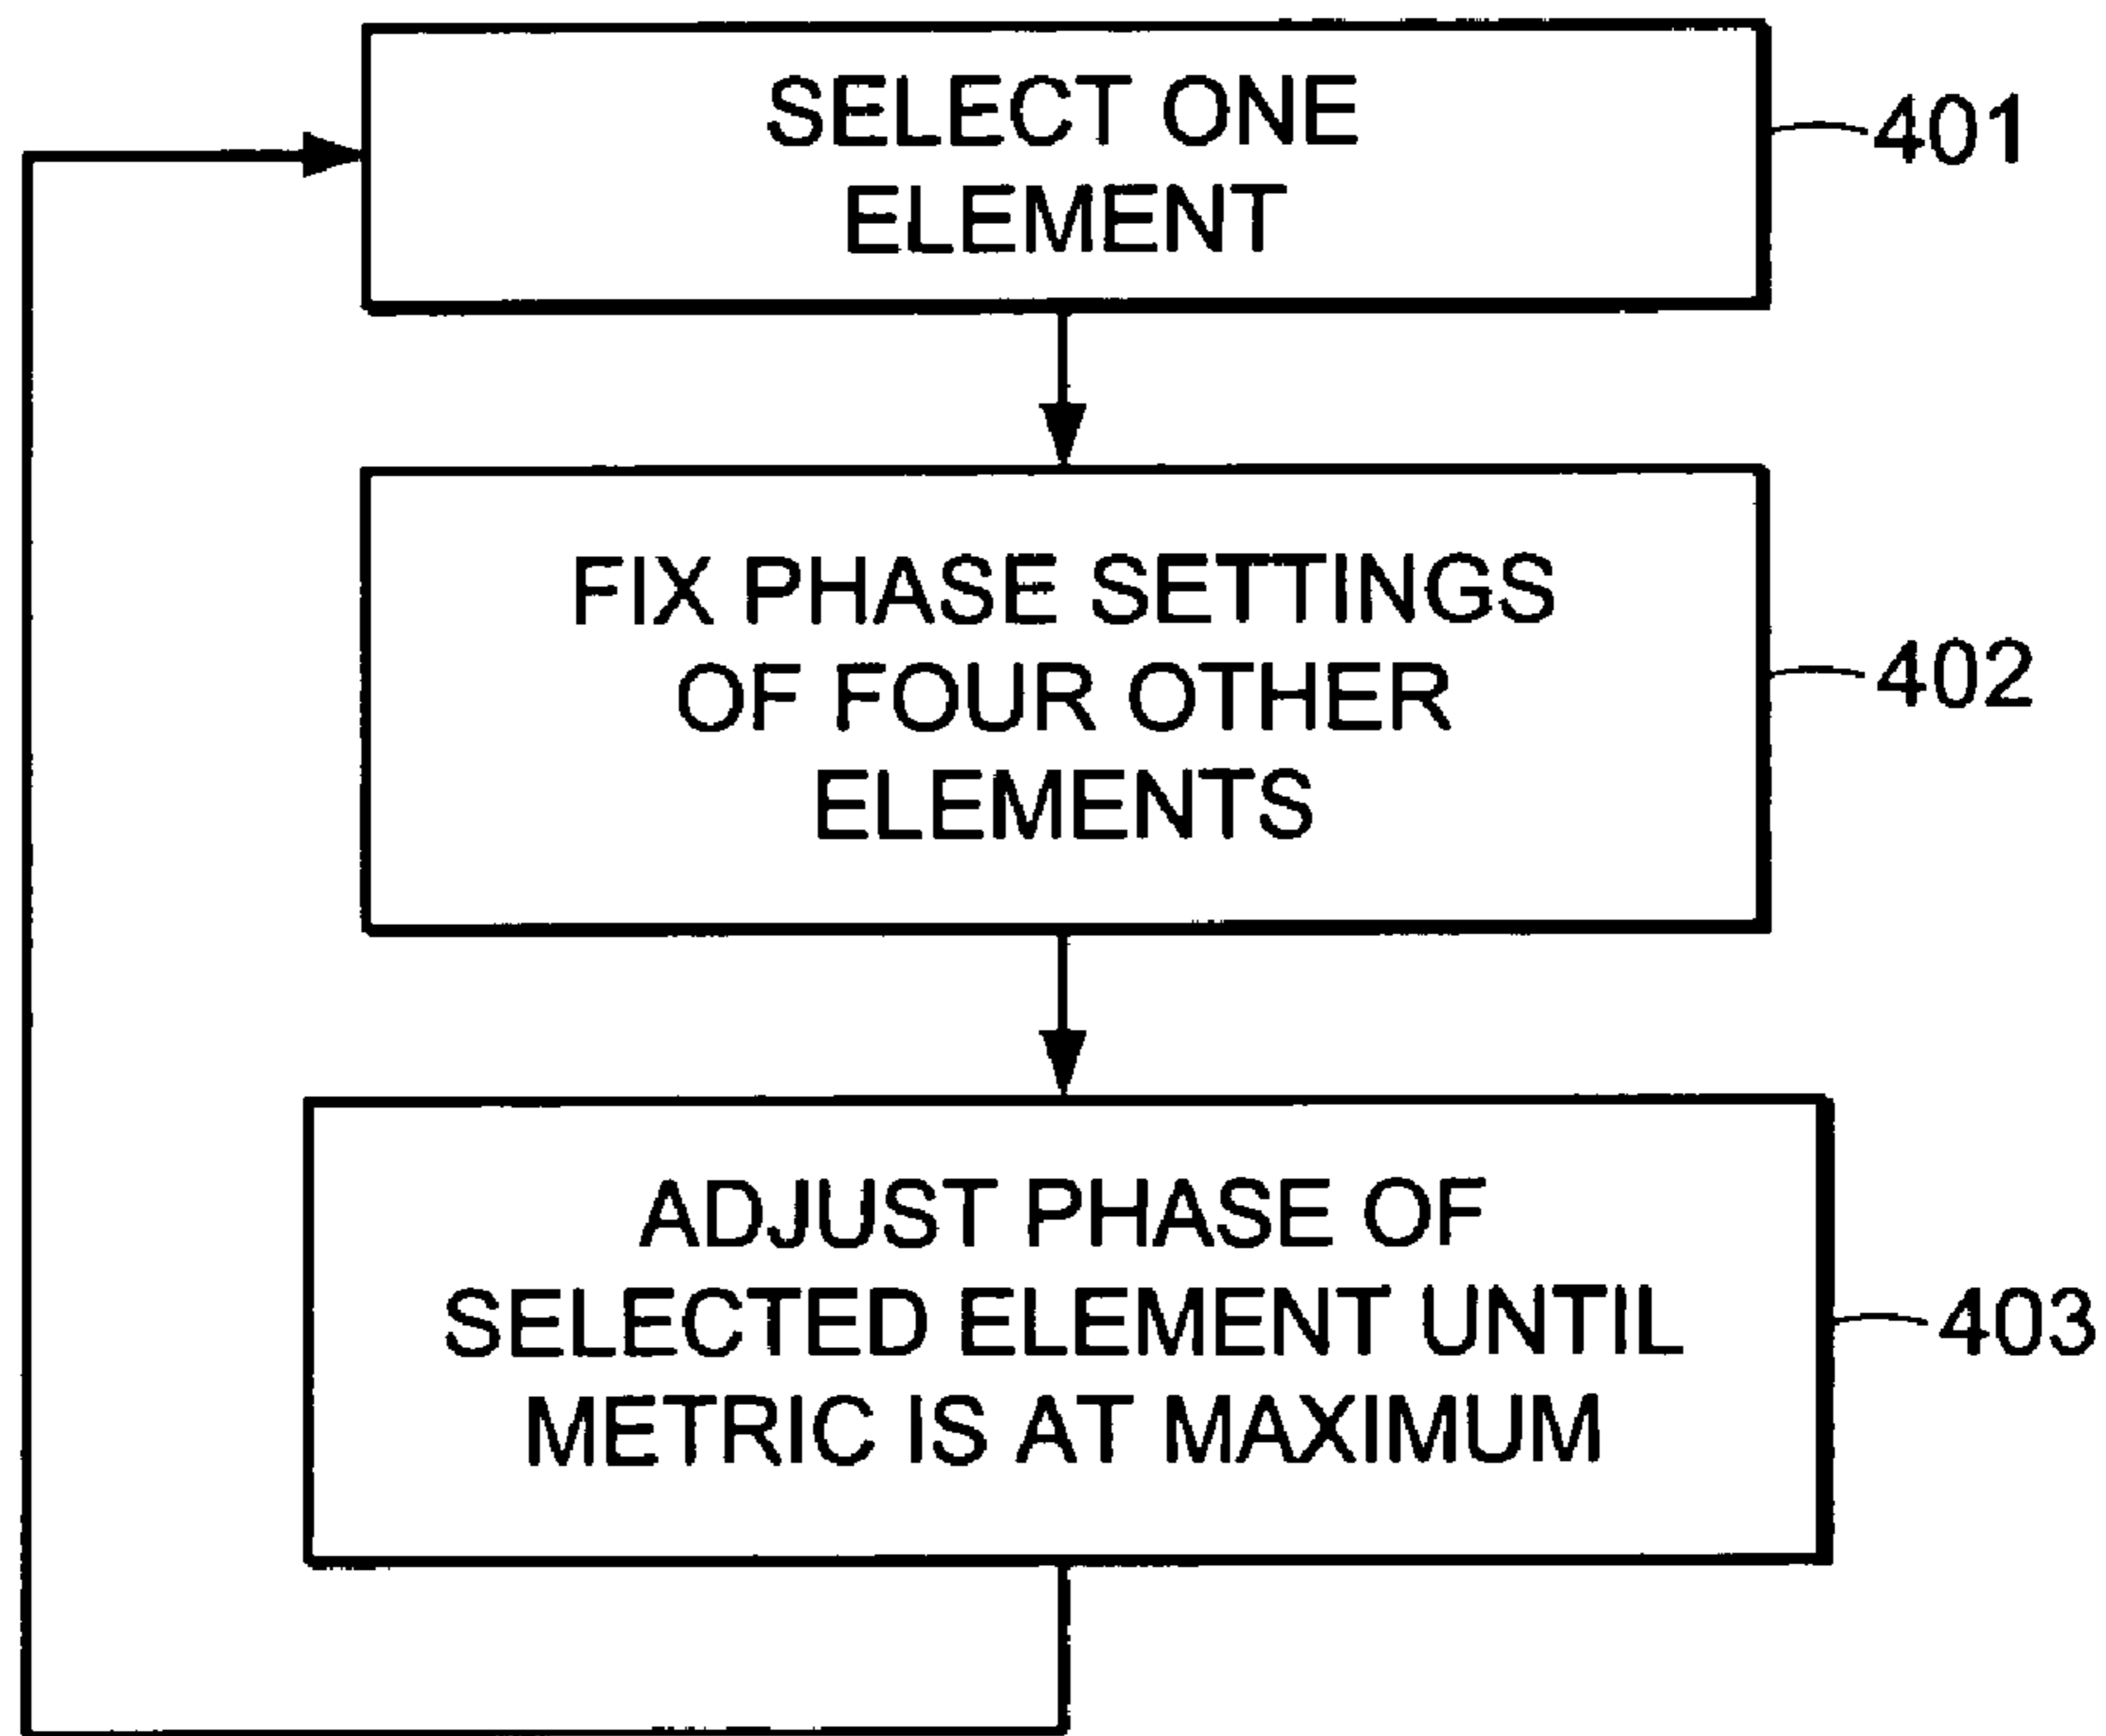 SELECT ONE
ELEMENT
401
FIX PHASE SETTINGS
OF FOUR OTHER
ELEMENTS
402
ADJUST PHASE OF
SELECTED ELEMENT UNTIL
METRIC IS AT MAXIMUM
403